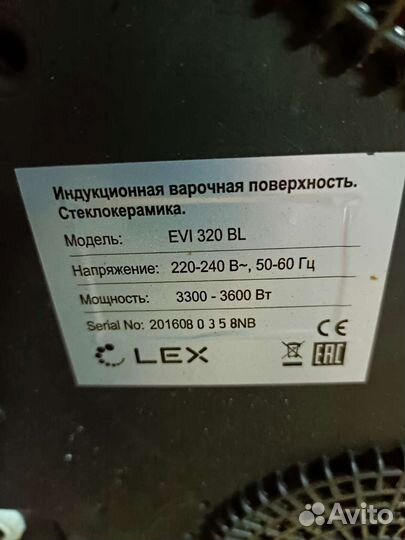 Индукционная варочная поверхность.
Стеклокерамика.
Модель: EVI 320 BL
Напряжение: 220-240 В~, 50-60 Гц
Мощность: 3300 - 3600 Вт
Serial No: 201608 0 3 5 8NB
CE
LEX
EAC
Avito